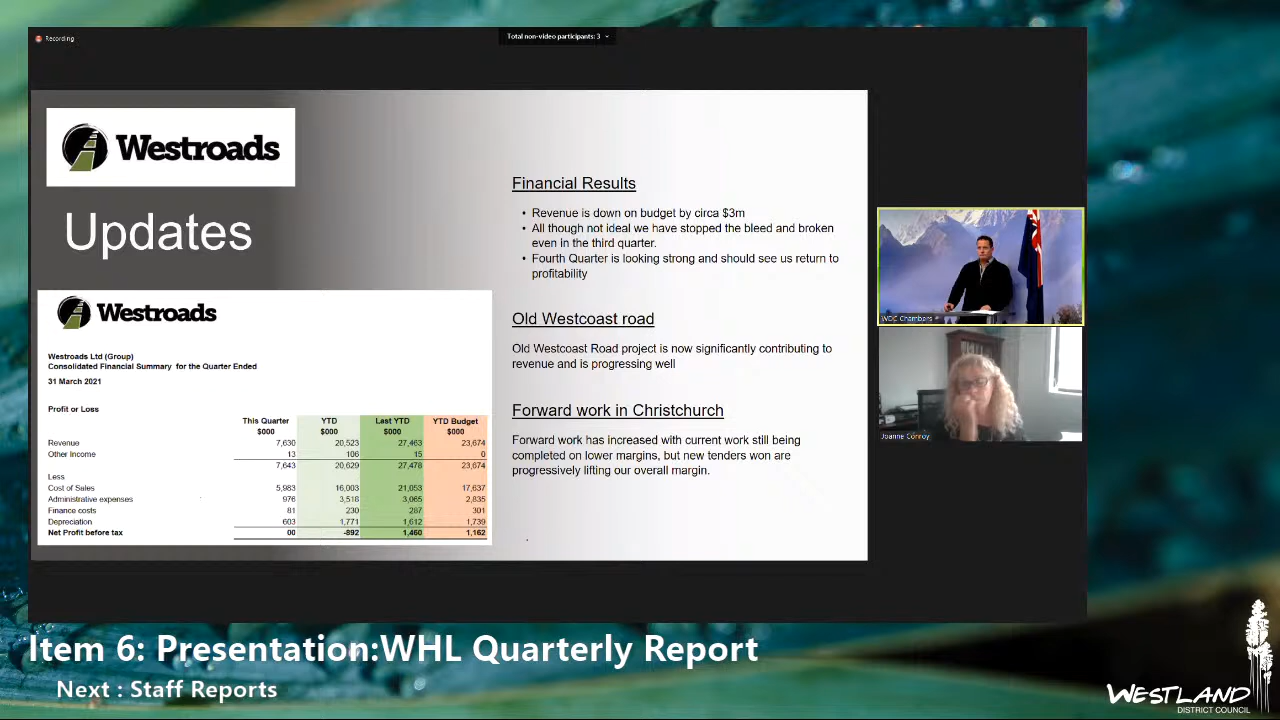 Recording
Total non-video participants: 3
Westroads
Updates
Westroads
Westroads Ltd (Group)
Consolidated Financial Summary for the Quarter Ended
31 March 2021
Profit or Loss
This Quarter YTD Last YTD YTD Budget
$000 $000 $000 $000
Revenue 7,630 20,523 27,463 23,674
Other Income 13 106 15 0
7,643 20,629 27,478 23,674
Less
Cost of Sales 5,983 16,003 21,053 17,637
Administrative expenses 976 3,518 3,065 2,835
Finance costs 81 230 287 301
Depreciation 603 1,771 1,612 1,739
Net Profit before tax 00 -892 1,460 1,162
Financial Results
• Revenue is down on budget by circa $3m
• All though not ideal we have stopped the bleed and broken
even in the third quarter.
• Fourth Quarter is looking strong and should see us return to
profitability
Old Westcoast road
Old Westcoast Road project is now significantly contributing to
revenue and is progressing well
Forward work in Christchurch
Forward work has increased with current work still being
completed on lower margins, but new tenders won are
progressively lifting our overall margin.
WDC Chambers
Joanne Conroy
Item 6: Presentation:WHL Quarterly Report
Next : Staff Reports
WESTLAND
DISTRICT COUNCIL